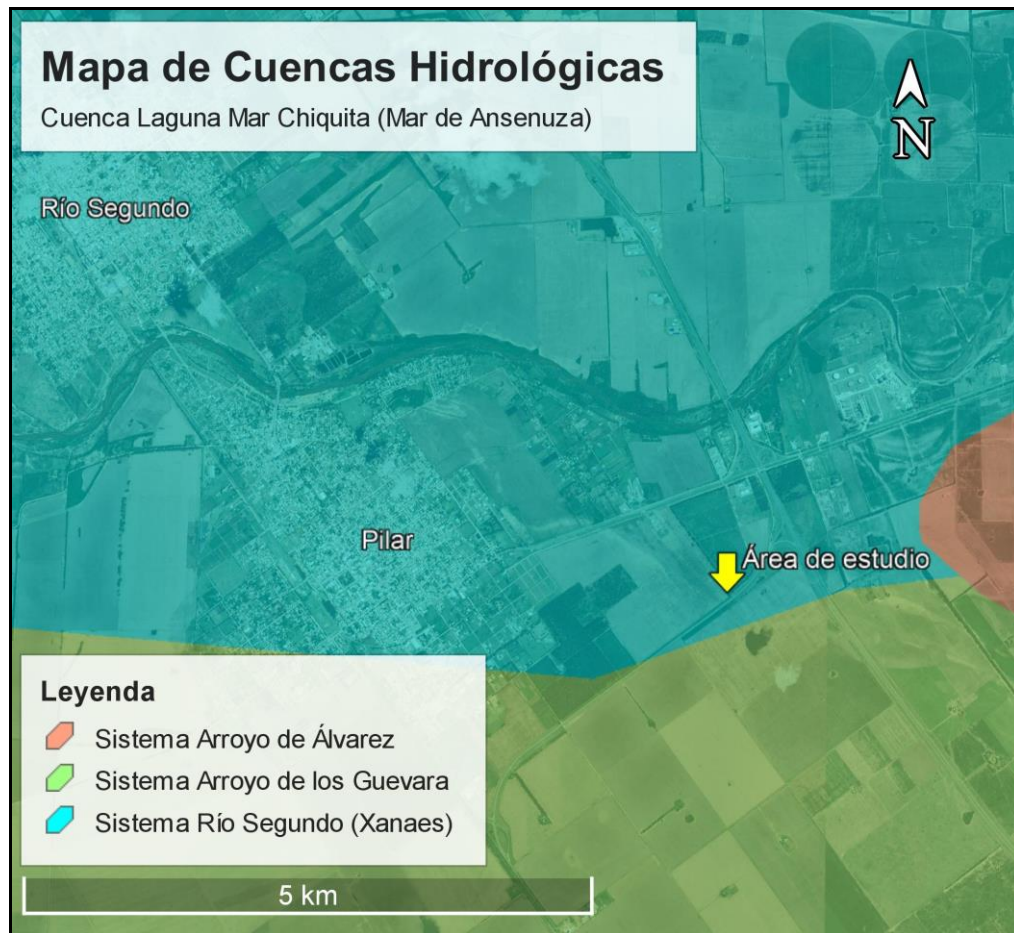 Mapa de Cuencas Hidrológicas
Cuenca Laguna Mar Chiquita (Mar de Ansenuza)
N
Río Segundo
Pilar
Área de estudio
Leyenda
Sistema Arroyo de Álvarez
Sistema Arroyo de los Guevara
Sistema Río Segundo (Xanaes)
5 km